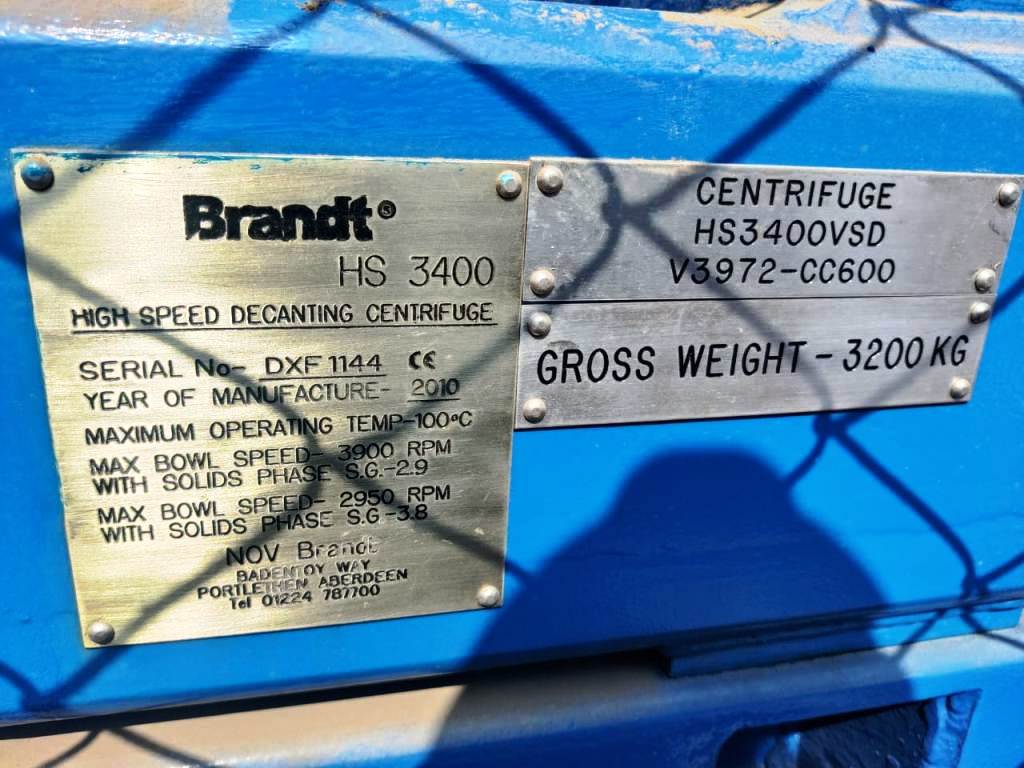 Brandt®
HS 3400
HIGH SPEED DECANTING CENTRIFUGE
SERIAL No- DXF 1144 CE
YEAR OF MANUFACTURE- 2010
MAXIMUM OPERATING TEMP-100°C
MAX BOWL SPEED- 3900 RPM
WITH SOLIDS PHASE S.G.-2.9
MAX BOWL SPEED- 2950 RPM
WITH SOLIDS PHASE S.G.-3.8
NOV Brandt
BADENTOY WAY
PORTLETHEN ABERDEEN
Tel 01224 787700
CENTRIFUGE
HS3400VSD
V3972-CC600
GROSS WEIGHT - 3200 KG